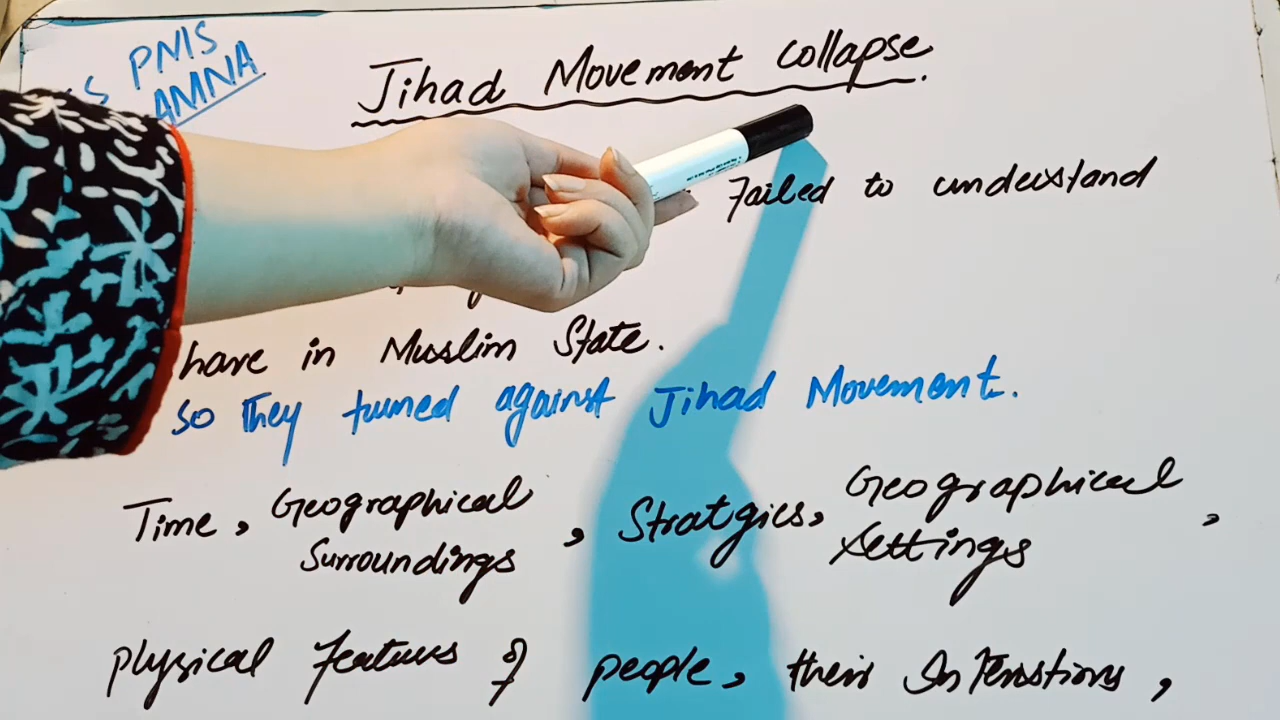 PMS
AMNA
Jihad Movement collapse.
Failed to understand
have in Muslim State.
so They turned against Jihad Movement.
Time, Geographical Surroundings, Stratgies, Geographical Settings,
physical features of people, their Intenstions,